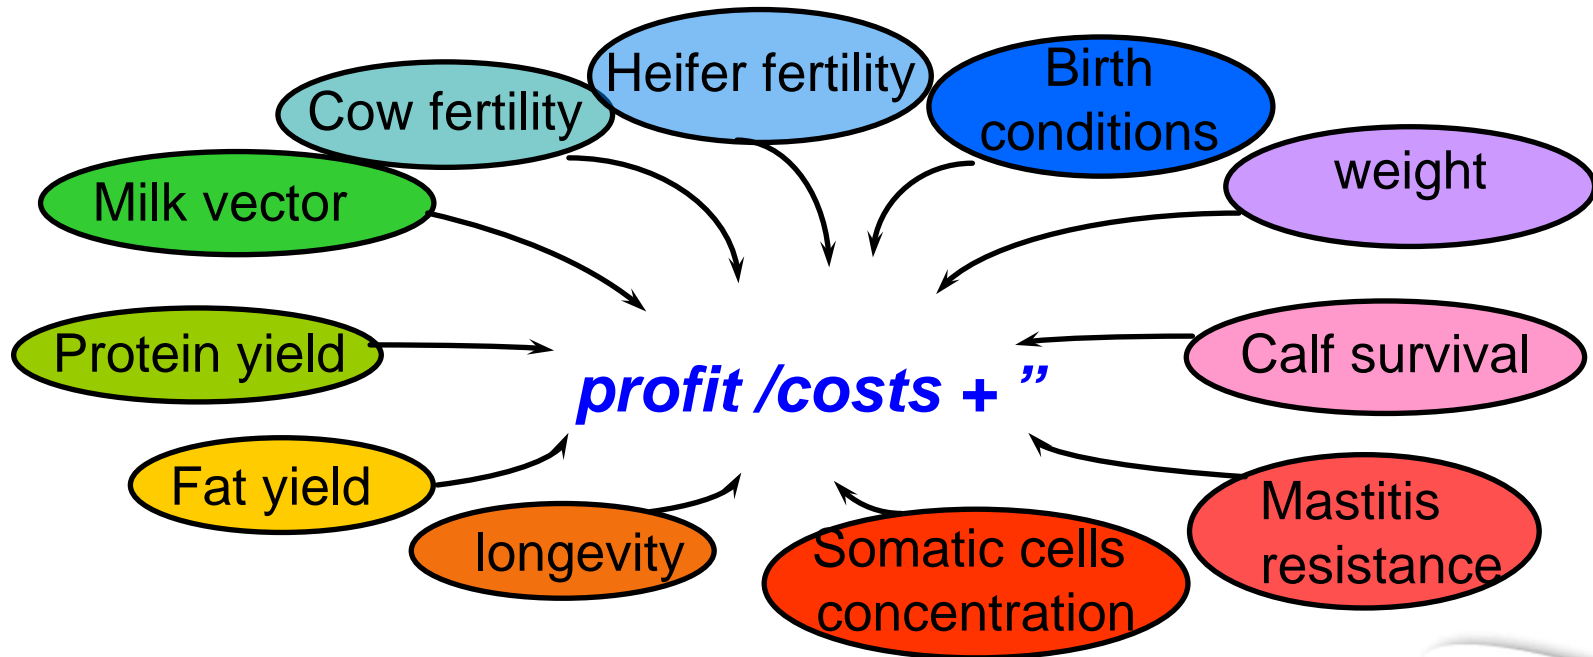 Heifer fertility
Birth
conditions
Cow fertility
weight
Milk vector
Protein yield
Calf survival
profit /costs + ”
Fat yield
Mastitis
resistance
longevity
Somatic cells
concentration